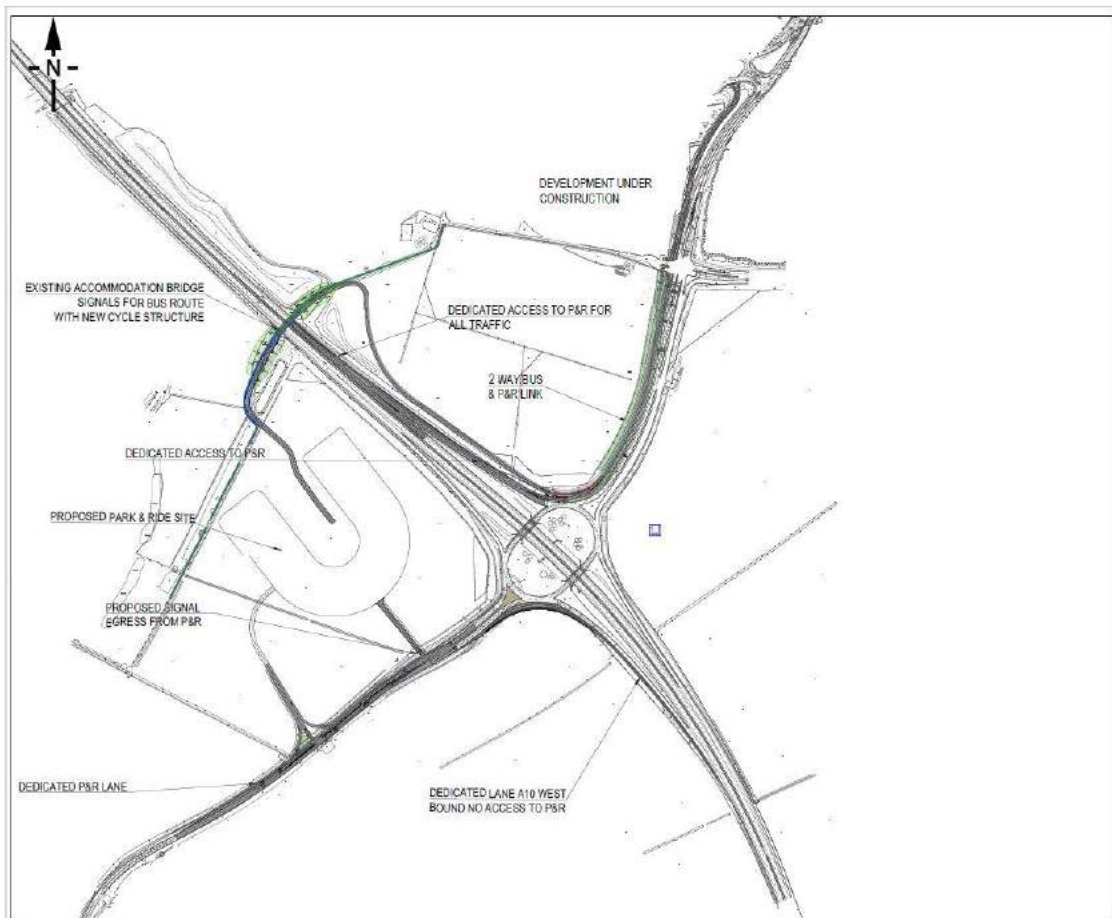 N
DEVELOPMENT UNDER
CONSTRUCTION
EXISTING ACCOMMODATION BRIDGE
SIGNALS FOR BUS ROUTE
WITH NEW CYCLE STRUCTURE
DEDICATED ACCESS TO P&R FOR
ALL TRAFFIC
2 WAY BUS
& P&R LINK
DEDICATED ACCESS TO P&R
PROPOSED PARK & RIDE SITE
PROPOSED SIGNAL
EGRESS FROM P&R
DEDICATED P&R LANE
DEDICATED LANE A10 WEST
BOUND NO ACCESS TO P&R